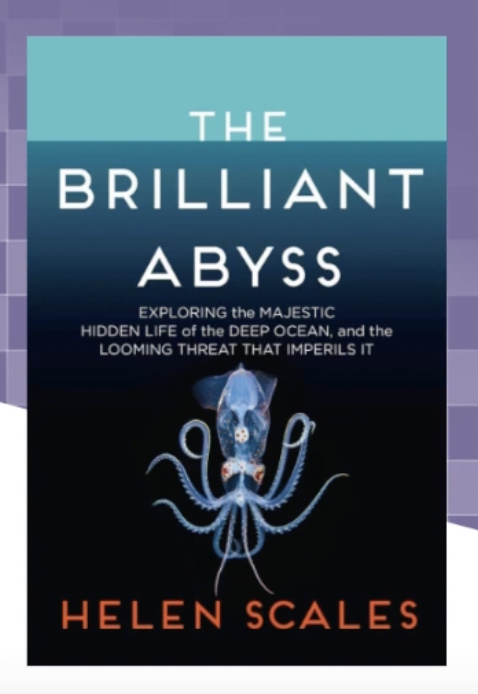 THE
BRILLIANT
ABYSS
EXPLORING the MAJESTIC
HIDDEN LIFE of the DEEP OCEAN, and the
LOOMING THREAT THAT IMPERILS IT
HELEN SCALES